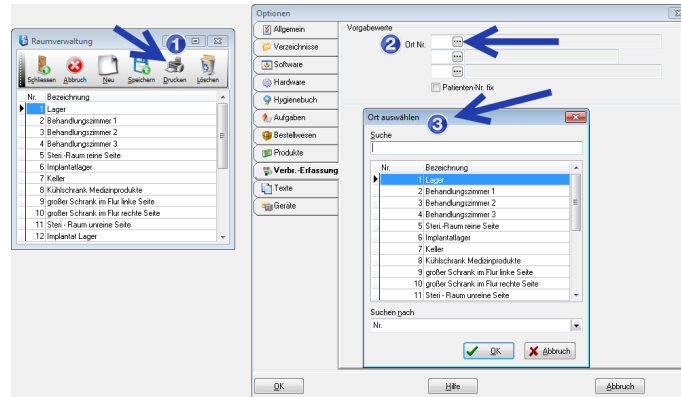 Raumverwaltung
1
Schliessen Abbruch Neu Speichern Drucken Löschen
Nr. Bezeichnung
1 Lager
2 Behandlungszimmer 1
3 Behandlungszimmer 2
4 Behandlungszimmer 3
5 Steri.-Raum reine Seite
6 Implantatlager
7 Keller
8 Kühlschrank Medizinprodukte
9 großer Schrank im Flur linke Seite
10 großer Schrank im Flur rechte Seite
11 Steri - Raum unreine Seite
12 Implantat Lager
Optionen
Allgemein
Verzeichnisse
Software
Hardware
Hygienebuch
Aufgaben
Bestellwesen
Produkte
Verbr.-Erfassung
Texte
Geräte
Vorgabewerte
2 Ort Nr.
Patienten-Nr. fix
Ort auswählen
3
Suche
Nr. Bezeichnung
1 Lager
2 Behandlungszimmer 1
3 Behandlungszimmer 2
4 Behandlungszimmer 3
5 Steri.-Raum reine Seite
6 Implantatlager
7 Keller
8 Kühlschrank Medizinprodukte
9 großer Schrank im Flur linke Seite
10 großer Schrank im Flur rechte Seite
11 Steri - Raum unreine Seite
Suchen nach
Nr.
OK Abbruch
OK Hilfe Abbruch